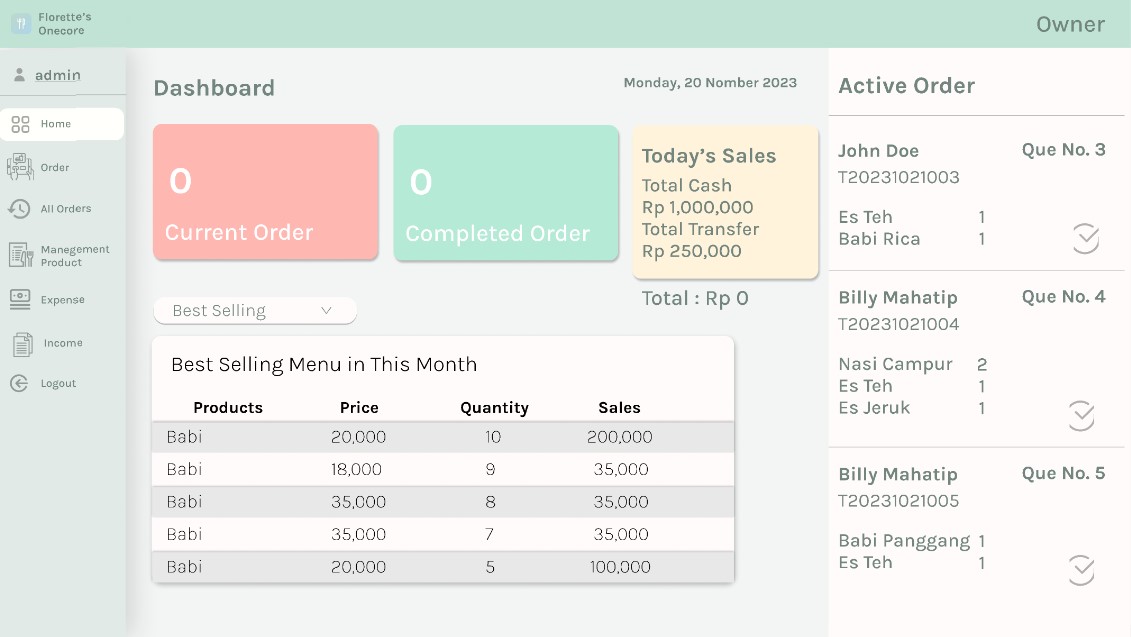 Fiorette's
Onecore
Owner
admin
Home
Order
All Orders
Manegement
Product
Expense
Income
Logout
Dashboard
Monday, 20 Nomber 2023
0
Current Order
0
Completed Order
Today's Sales
Total Cash
Rp 1,000,000
Total Transfer
Rp 250,000
Total : Rp 0
Best Selling
Best Selling Menu in This Month
Products Price Quantity Sales
Babi 20,000 10 200,000
Babi 18,000 9 35,000
Babi 35,000 8 35,000
Babi 35,000 7 35,000
Babi 20,000 5 100,000
Active Order
John Doe Que No. 3
T20231021003
Es Teh 1
Babi Rica 1
Billy Mahatip Que No. 4
T20231021004
Nasi Campur 2
Es Teh 1
Es Jeruk 1
Billy Mahatip Que No. 5
T20231021005
Babi Panggang 1
Es Teh 1